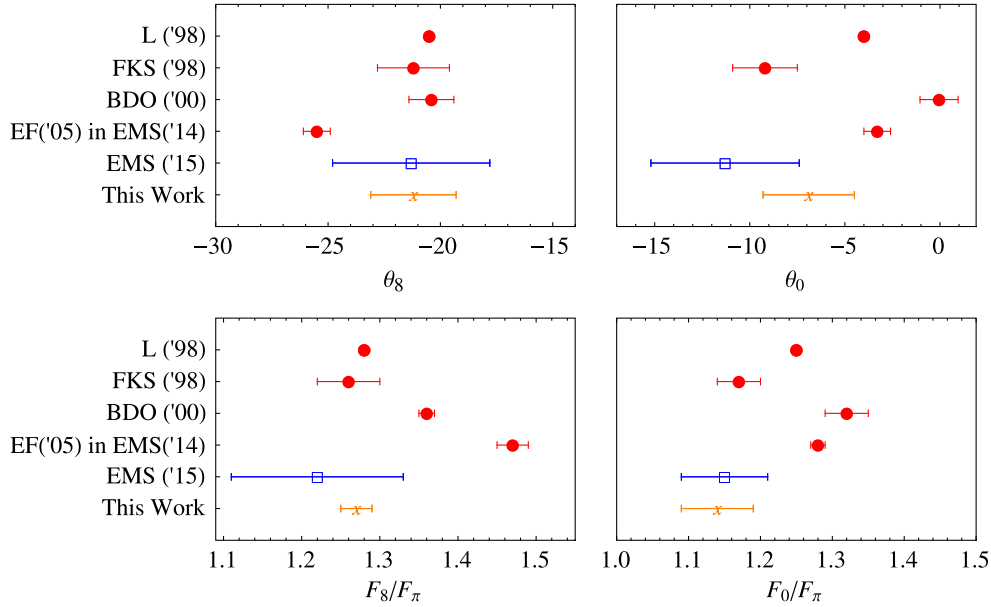 L ('98)
FKS ('98)
BDO ('00)
EF('05) in EMS('14)
EMS ('15)
This Work
x
x
−30 −25 −20 −15
−15 −10 −5 0
θ8
θ0
L ('98)
FKS ('98)
BDO ('00)
EF('05) in EMS('14)
EMS ('15)
This Work
x
x
1.1 1.2 1.3 1.4 1.5
1.0 1.1 1.2 1.3 1.4 1.5
F8/Fπ
F0/Fπ